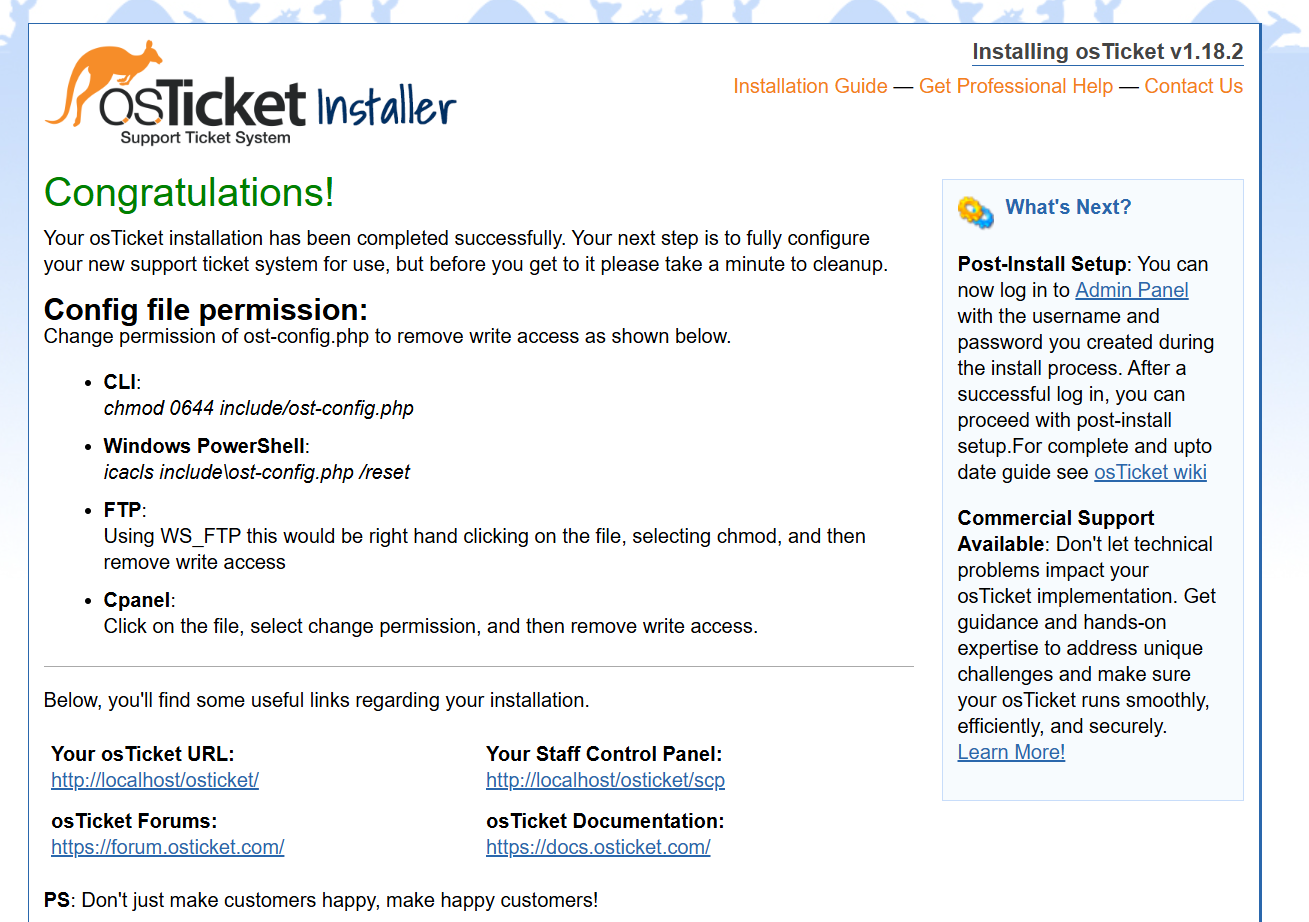 osTicket Installer
Support Ticket System
Installing osTicket v1.18.2
Installation Guide — Get Professional Help — Contact Us
Congratulations!
Your osTicket installation has been completed successfully. Your next step is to fully configure
your new support ticket system for use, but before you get to it please take a minute to cleanup.
Config file permission:
Change permission of ost-config.php to remove write access as shown below.
• CLI:
chmod 0644 include/ost-config.php
• Windows PowerShell:
icacls include\ost-config.php /reset
• FTP:
Using WS_FTP this would be right hand clicking on the file, selecting chmod, and then
remove write access
• Cpanel:
Click on the file, select change permission, and then remove write access.
Below, you'll find some useful links regarding your installation.
Your osTicket URL:
http://localhost/osticket/
Your Staff Control Panel:
http://localhost/osticket/scp
osTicket Forums:
https://forum.osticket.com/
osTicket Documentation:
https://docs.osticket.com/
PS: Don't just make customers happy, make happy customers!
What's Next?
Post-Install Setup: You can
now log in to Admin Panel
with the username and
password you created during
the install process. After a
successful log in, you can
proceed with post-install
setup.For complete and upto
date guide see osTicket wiki
Commercial Support
Available: Don't let technical
problems impact your
osTicket implementation. Get
guidance and hands-on
expertise to address unique
challenges and make sure
your osTicket runs smoothly,
efficiently, and securely.
Learn More!